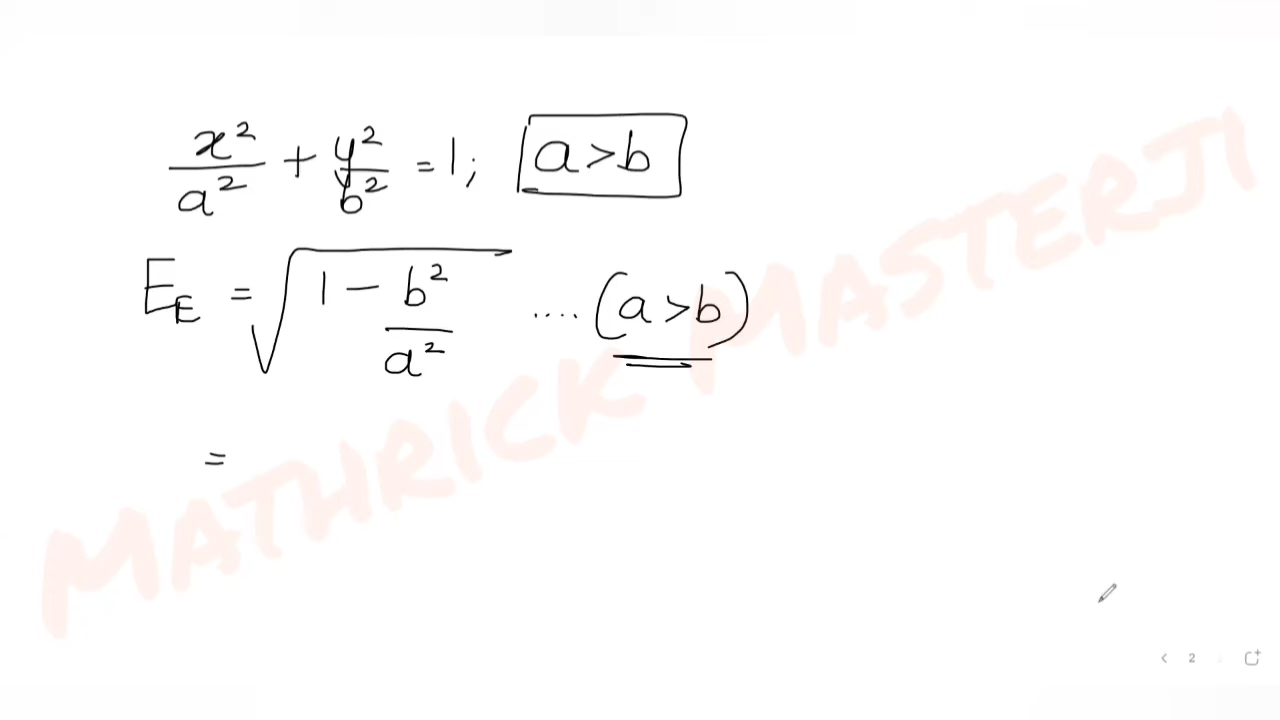 x²/a² + y²/b² = 1; a > b
E_E = √(1 − b²/a²) .... (a > b)
=
MATHRICK MASTERJI
< 2